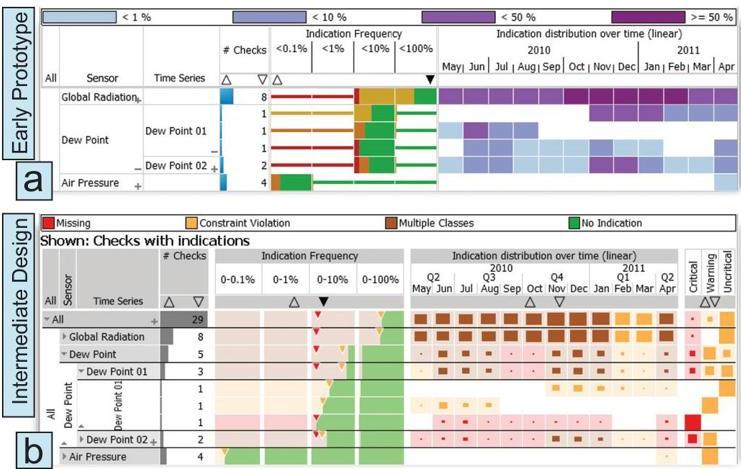 Early Prototype
a
< 1 %
< 10 %
< 50 %
>= 50 %
Indication Frequency
Indication distribution over time (linear)
# Checks
<0.1%
<1%
<10%
<100%
2010
2011
May
Jun
Jul
Aug
Sep
Oct
Nov
Dec
Jan
Feb
Mar
Apr
All
Sensor
Time Series
Global Radiation+
8
1
Dew Point
Dew Point 01
1
−
1
− Dew Point 02 +
2
Air Pressure +
4
Intermediate Design
b
Missing
Constraint Violation
Multiple Classes
No Indication
Shown: Checks with indications
# Checks
Indication Frequency
Indication distribution over time (linear)
2010
2011
0-0.1%
0-1%
0-10%
0-100%
Q2
Q3
Q4
Q1
Q2
May Jun Jul Aug Sep Oct Nov Dec Jan Feb Mar Apr
Critical
Warning
Uncritical
All
Sensor
Time Series
All +
29
Global Radiation
8
Dew Point
5
Dew Point 01
3
All
Dew Point
Dew Point 01
1
1
1
Dew Point 02 +
2
Air Pressure
4